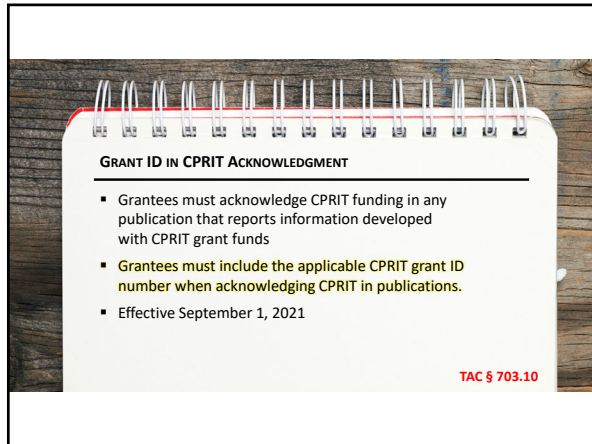 GRANT ID IN CPRIT ACKNOWLEDGMENT
▪ Grantees must acknowledge CPRIT funding in any
publication that reports information developed
with CPRIT grant funds
▪ Grantees must include the applicable CPRIT grant ID
number when acknowledging CPRIT in publications.
▪ Effective September 1, 2021
TAC § 703.10